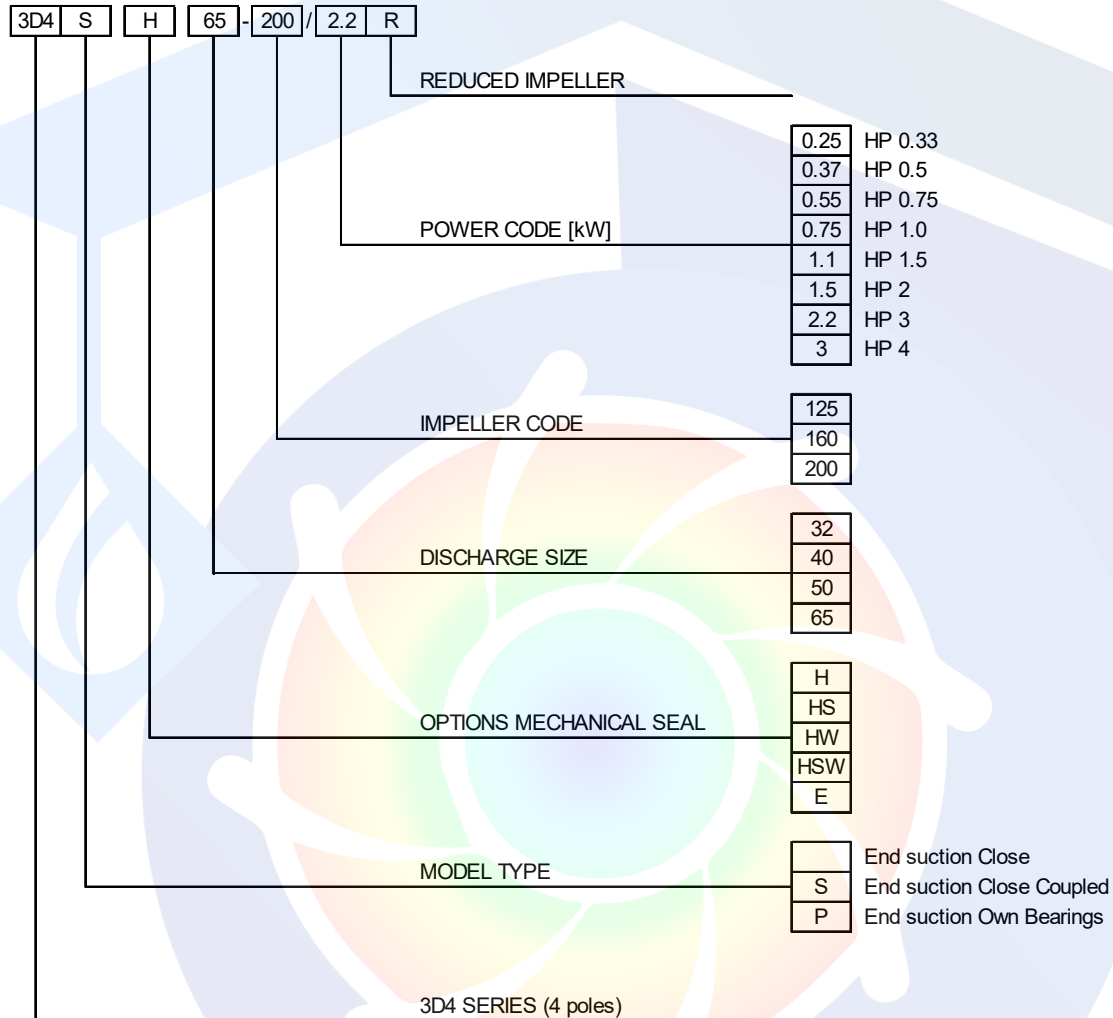 3D4 S H 65 - 200 / 2.2 R
REDUCED IMPELLER
0.25 HP 0.33
0.37 HP 0.5
0.55 HP 0.75
POWER CODE [kW] 0.75 HP 1.0
1.1 HP 1.5
1.5 HP 2
2.2 HP 3
3 HP 4
125
IMPELLER CODE
160
200
32
DISCHARGE SIZE 40
50
65
H
HS
OPTIONS MECHANICAL SEAL
HW
HSW
E
End suction Close
MODEL TYPE
S End suction Close Coupled
P End suction Own Bearings
3D4 SERIES (4 poles)